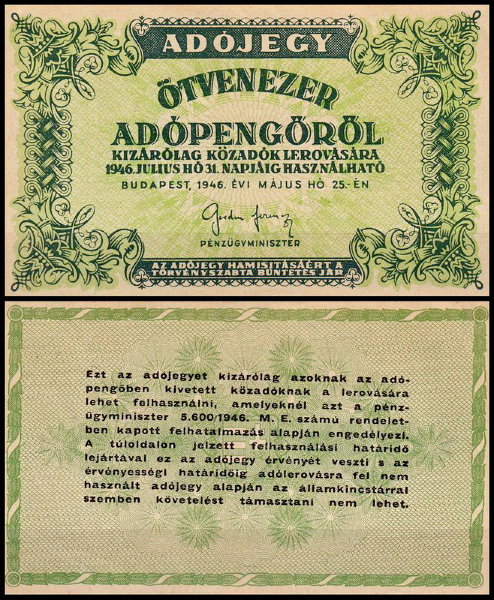 ADÓJEGY
ÖTVENEZER
ADÓPENGŐRŐL
KIZÁRÓLAG KÖZADÓK LEROVÁSÁRA
1946. JULIUS HÓ 31. NAPJÁIG HASZNÁLHATÓ
BUDAPEST, 1946. ÉVI MÁJUS HÓ 25.-ÉN
Gordon Ferenc
PÉNZÜGYMINISZTER
AZ ADÓJEGY HAMISITÁSÁÉRT A
TÖRVÉNYSZABTA BÜNTETÉS JÁR
Ezt az adójegyet kizárólag azoknak az adó-
pengőben kivetett közadóknak a lerovására
lehet felhasználni, amelyeknél azt a pénz-
ügyminiszter 5.600/1946. M. E. számú rendelet-
ben kapott felhatalmazás alapján engedélyezi.
A túloldalon jelzett felhasználási határidő
lejártával ez az adójegy érvényét veszti s az
érvényességi határidőig adólerovásra fel nem
használt adójegy alapján az államkincstárral
szemben követelést támasztani nem lehet.